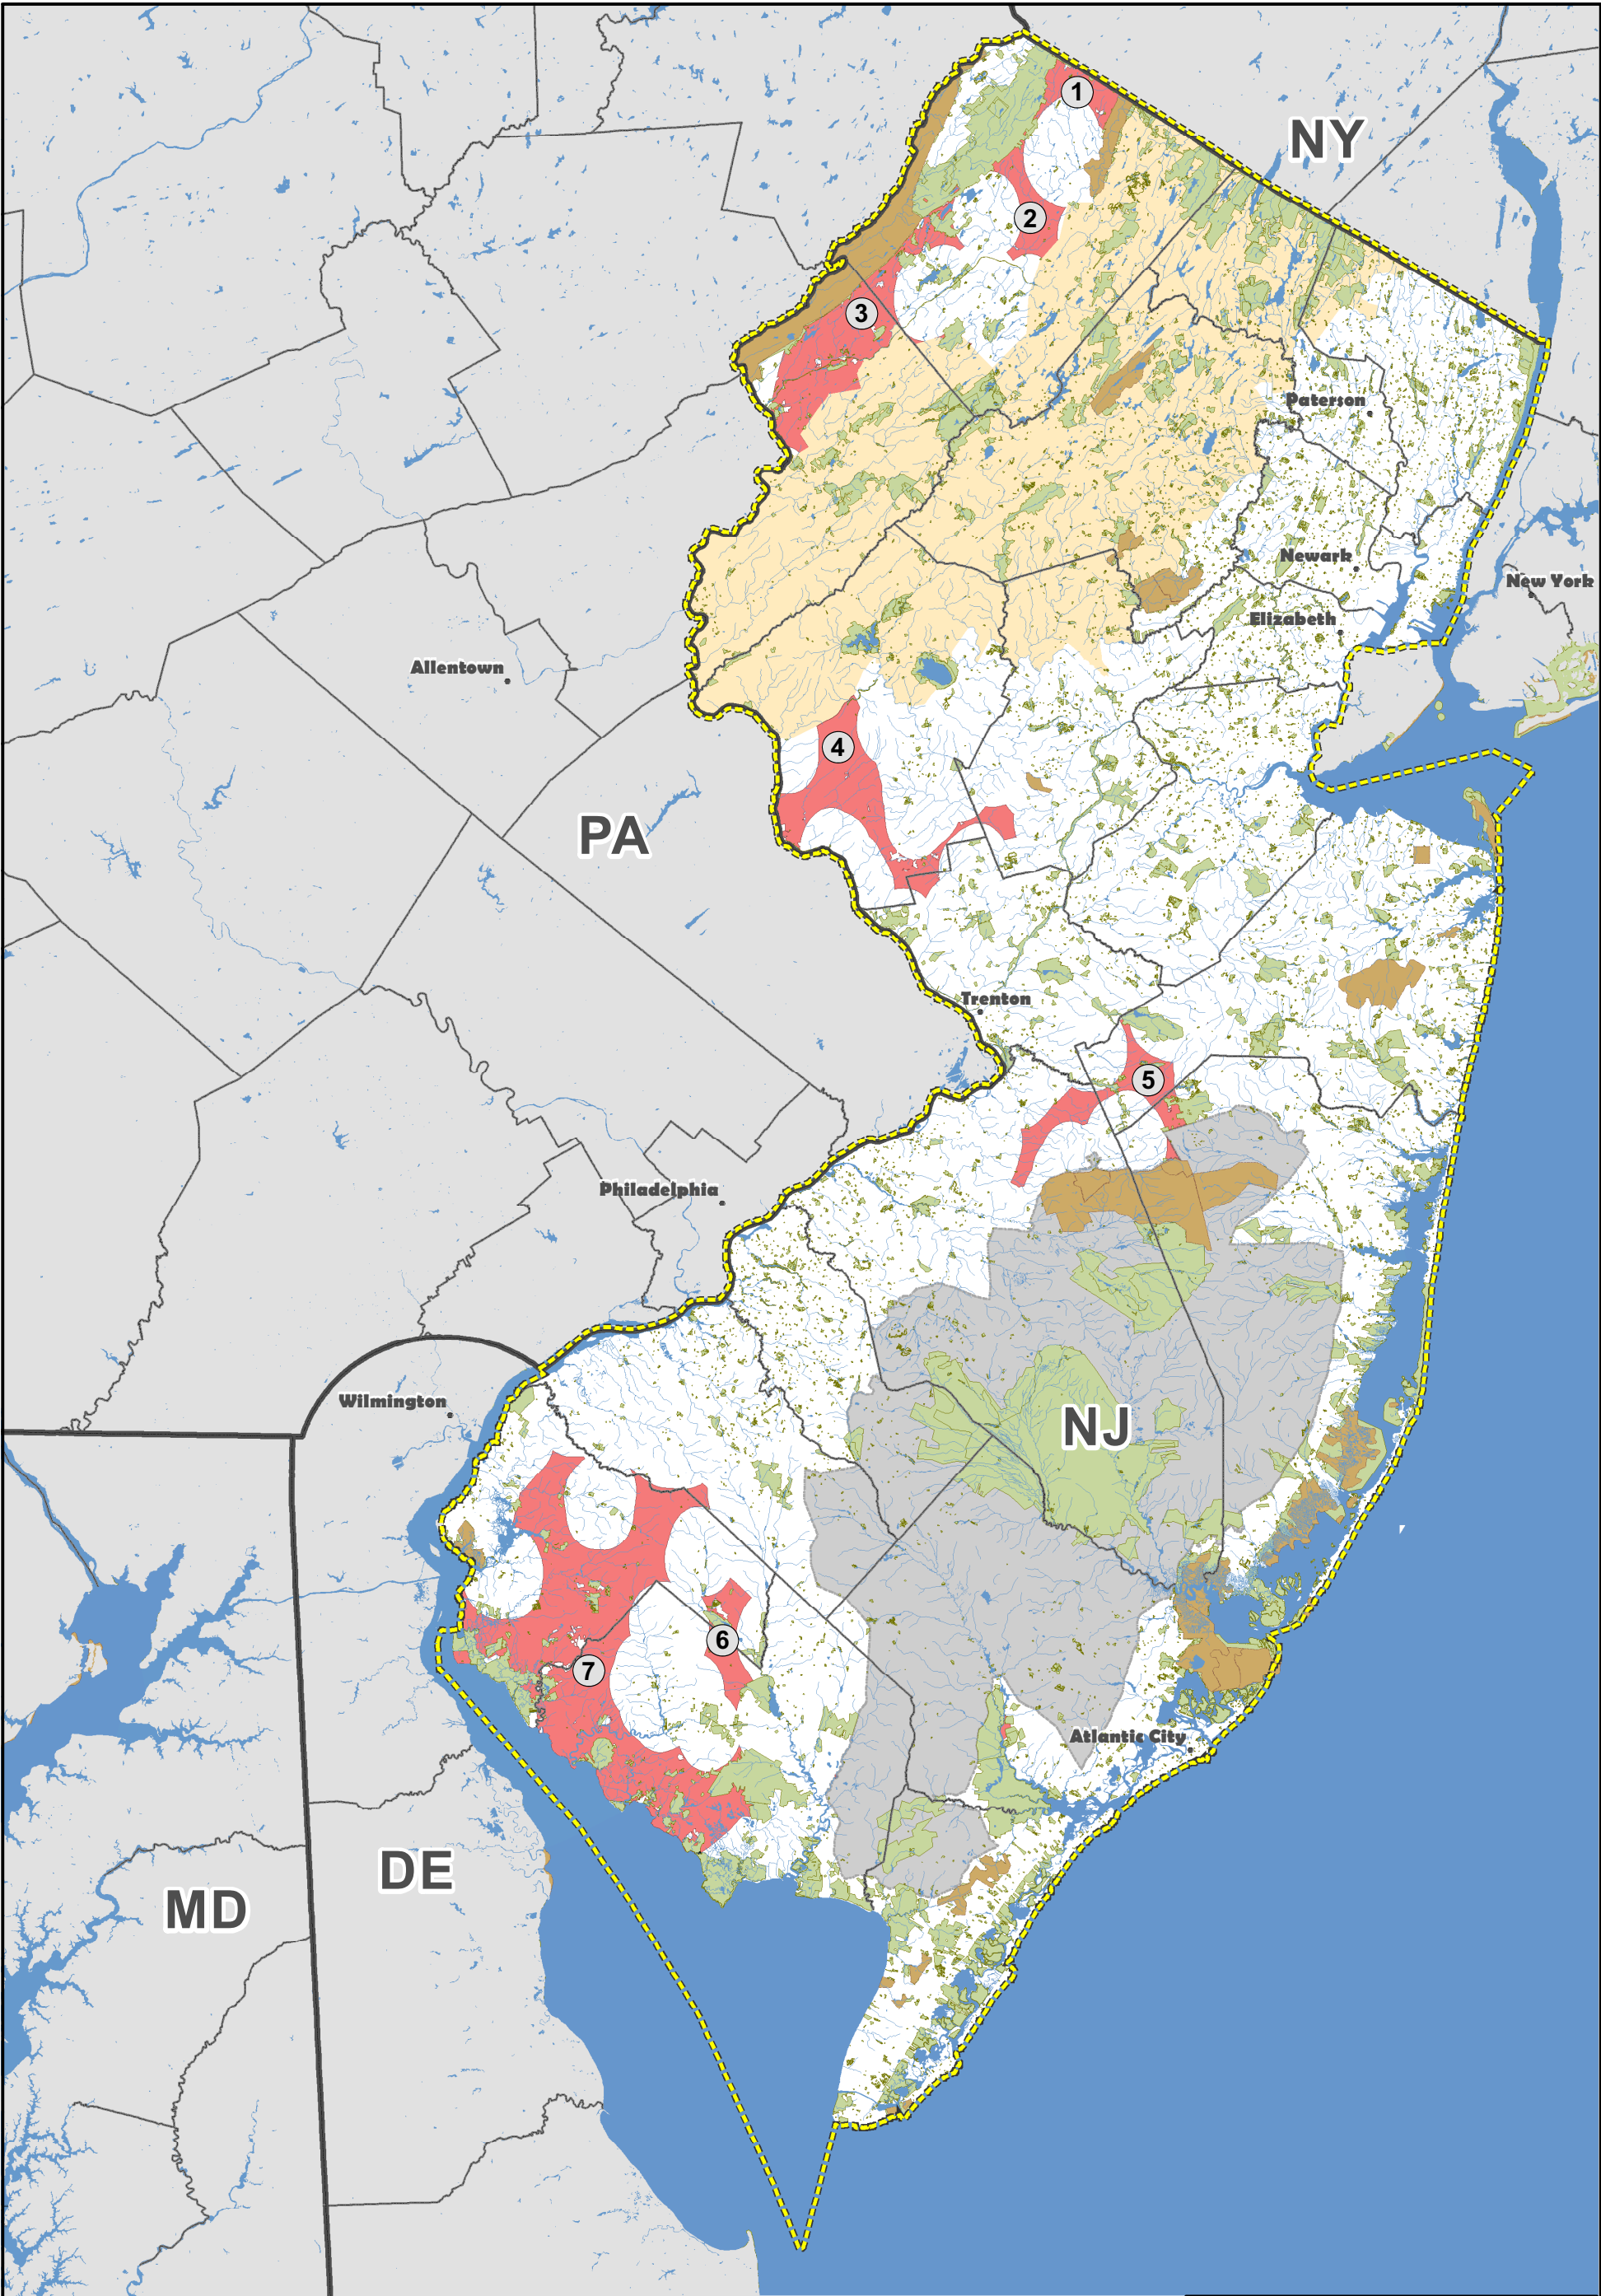 1
NY
2
3
Paterson
Newark
New York
Elizabeth
Allentown
4
PA
Trenton
5
Philadelphia
Wilmington
NJ
6
7
Atlantic City
DE
MD